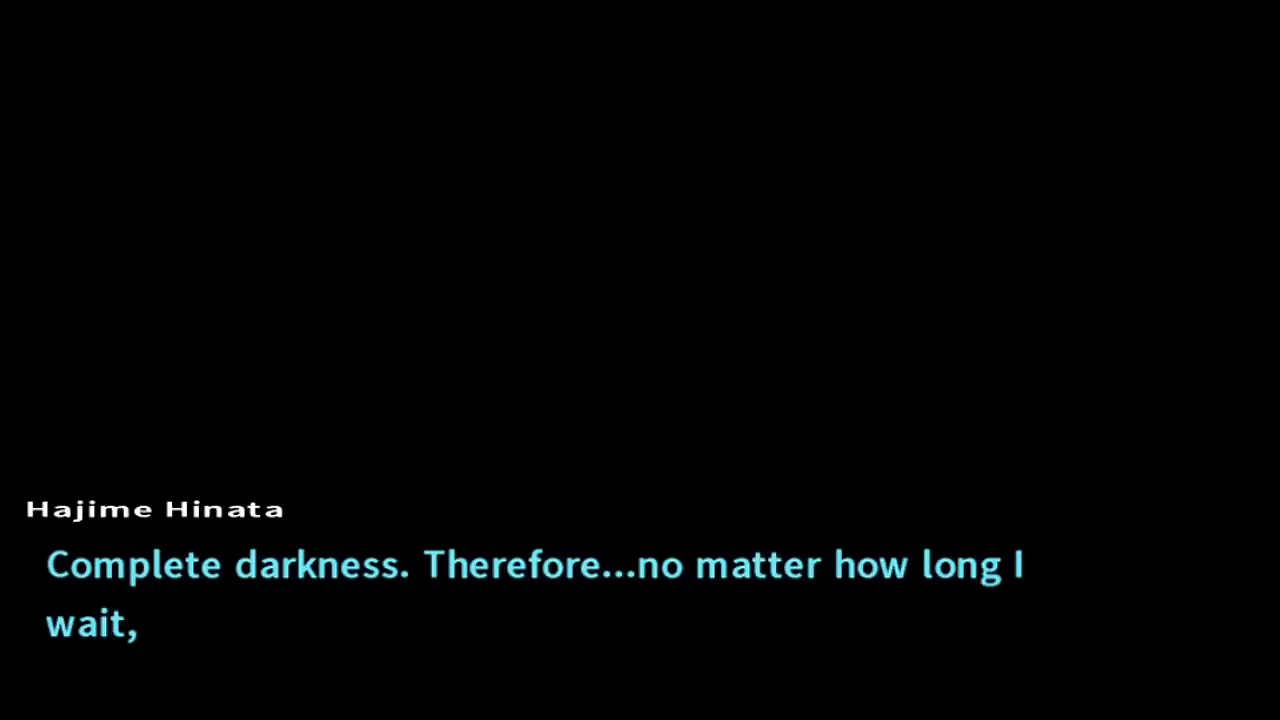 Hajime Hinata
Complete darkness. Therefore...no matter how long I
wait,